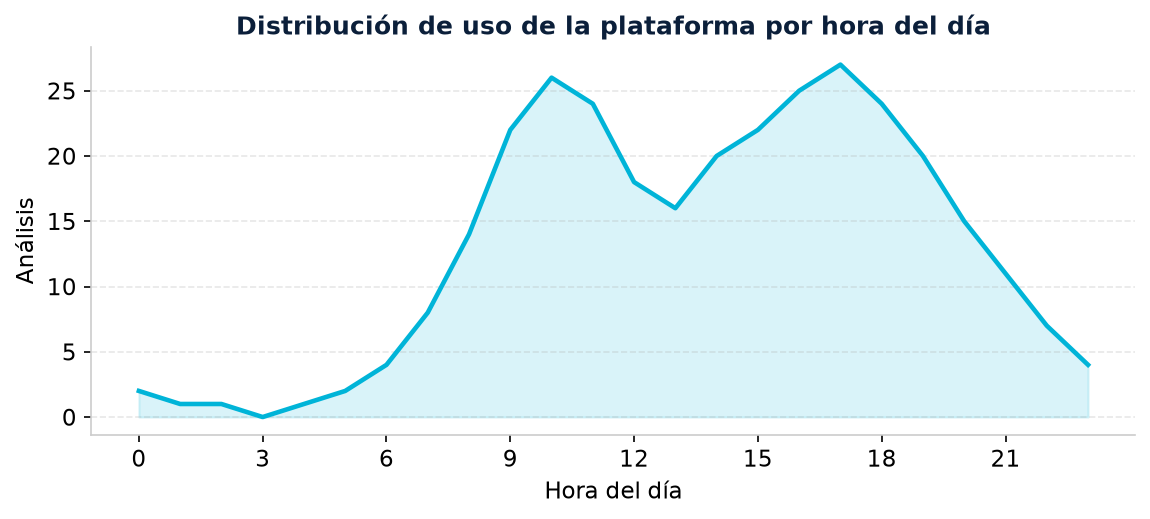 Distribución de uso de la plataforma por hora del día
Análisis
25
20
15
10
5
0
0 3 6 9 12 15 18 21
Hora del día